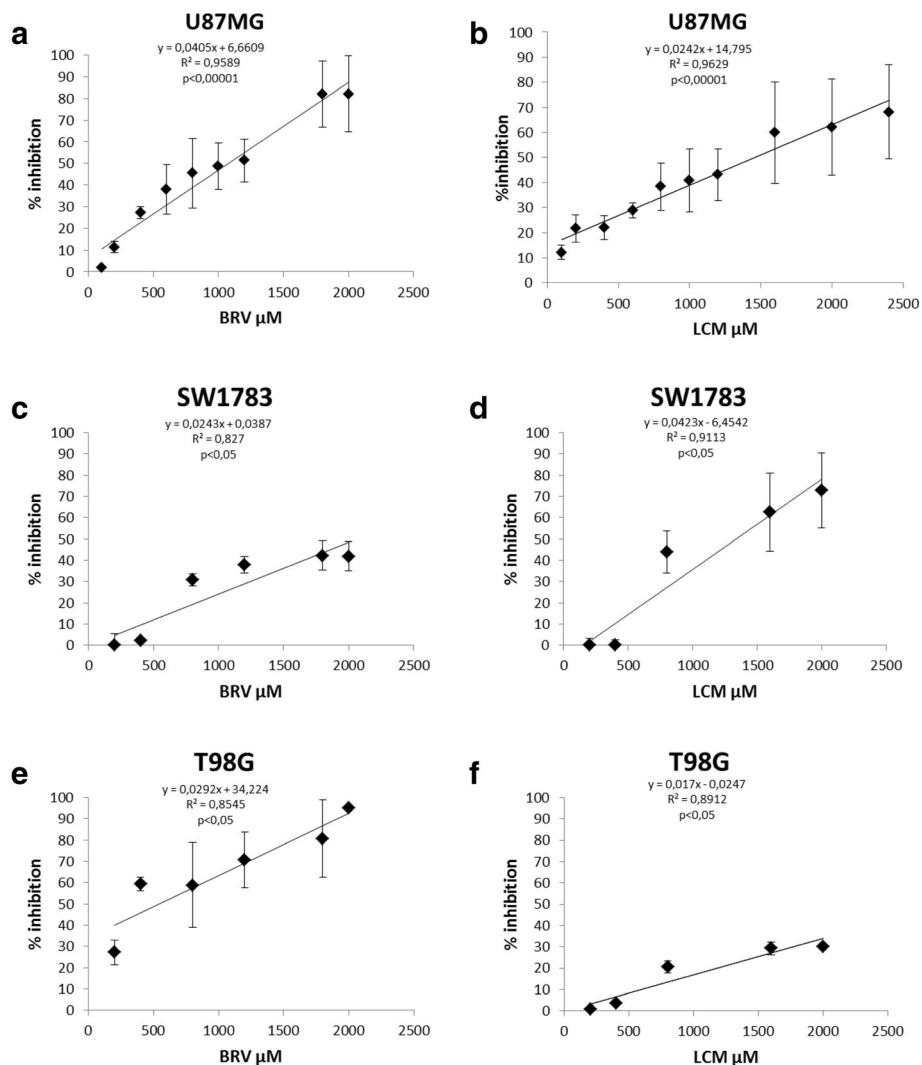 a
U87MG
y = 0,0405x + 6,6609
R² = 0,9589
p<0,00001
% inhibition
100
90
80
70
60
50
40
30
20
10
0
0 500 1000 1500 2000 2500
BRV µM
b
U87MG
y = 0,0242x + 14,795
R² = 0,9629
p<0,00001
%inhibition
100
90
80
70
60
50
40
30
20
10
0
0 500 1000 1500 2000 2500
LCM µM
c
SW1783
y = 0,0243x + 0,0387
R² = 0,827
p<0,05
% inhibition
100
90
80
70
60
50
40
30
20
10
0
0 500 1000 1500 2000 2500
BRV µM
d
SW1783
y = 0,0423x - 6,4542
R² = 0,9113
p<0,05
% inhibition
100
90
80
70
60
50
40
30
20
10
0
0 500 1000 1500 2000 2500
LCM µM
e
T98G
y = 0,0292x + 34,224
R² = 0,8545
p<0,05
% inhibition
100
90
80
70
60
50
40
30
20
10
0
0 500 1000 1500 2000 2500
BRV µM
f
T98G
y = 0,017x - 0,0247
R² = 0,8912
p<0,05
% inhibition
100
90
80
70
60
50
40
30
20
10
0
0 500 1000 1500 2000 2500
LCM µM